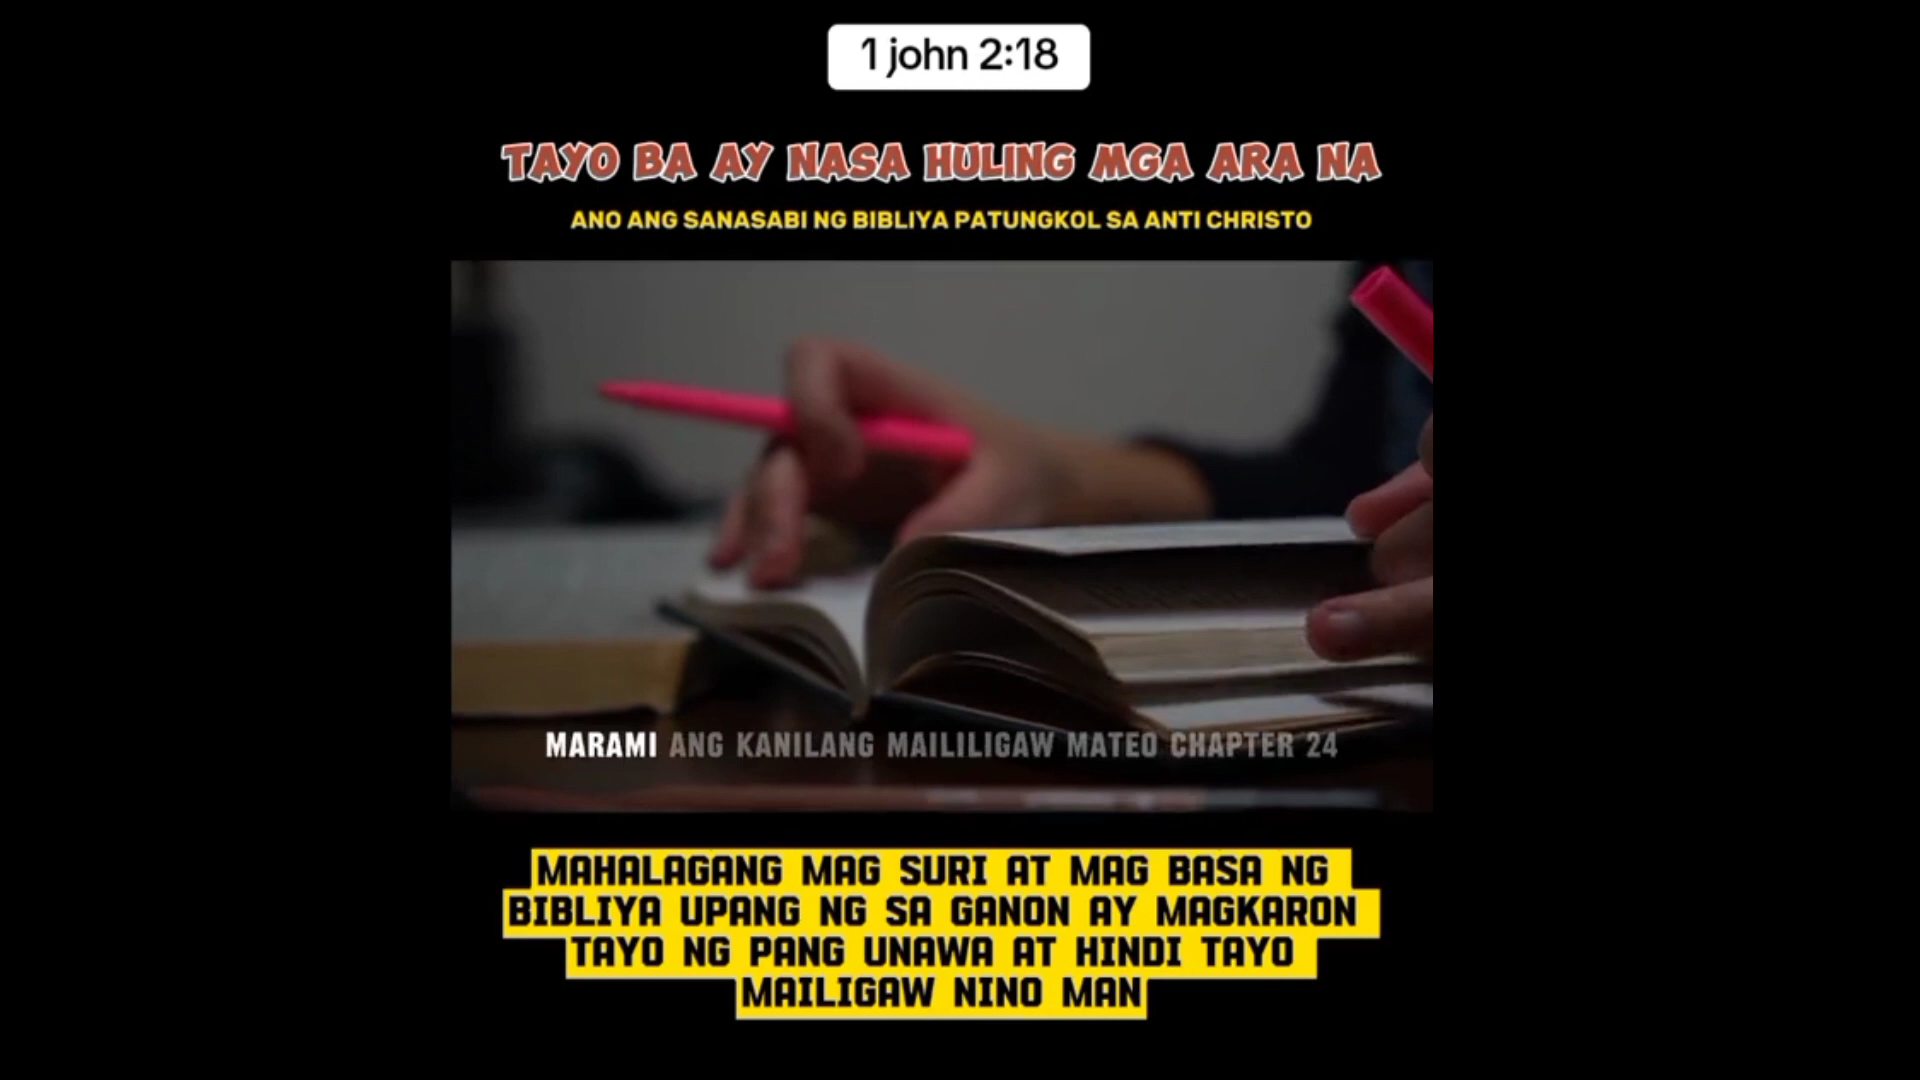 1 john 2:18
TAYO BA AY NASA HULING MGA ARA NA
ANO ANG SANASABI NG BIBLIYA PATUNGKOL SA ANTI CHRISTO
MARAMI ANG KANILANG MAILILIGAW MATEO CHAPTER 24
MAHALAGANG MAG SURI AT MAG BASA NG
BIBLIYA UPANG NG SA GANON AY MAGKARON
TAYO NG PANG UNAWA AT HINDI TAYO
MAILIGAW NINO MAN